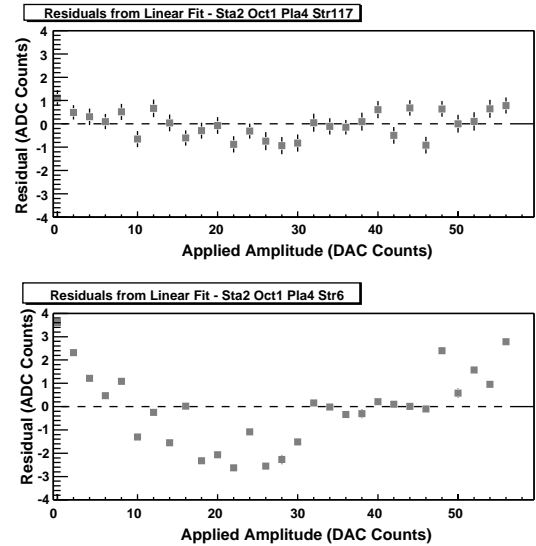 Residuals from Linear Fit - Sta2 Oct1 Pla4 Str117
Residual (ADC Counts)
4
3
2
1
0
-1
-2
-3
-4
0 10 20 30 40 50
Applied Amplitude (DAC Counts)
Residuals from Linear Fit - Sta2 Oct1 Pla4 Str6
Residual (ADC Counts)
4
3
2
1
0
-1
-2
-3
-4
0 10 20 30 40 50
Applied Amplitude (DAC Counts)